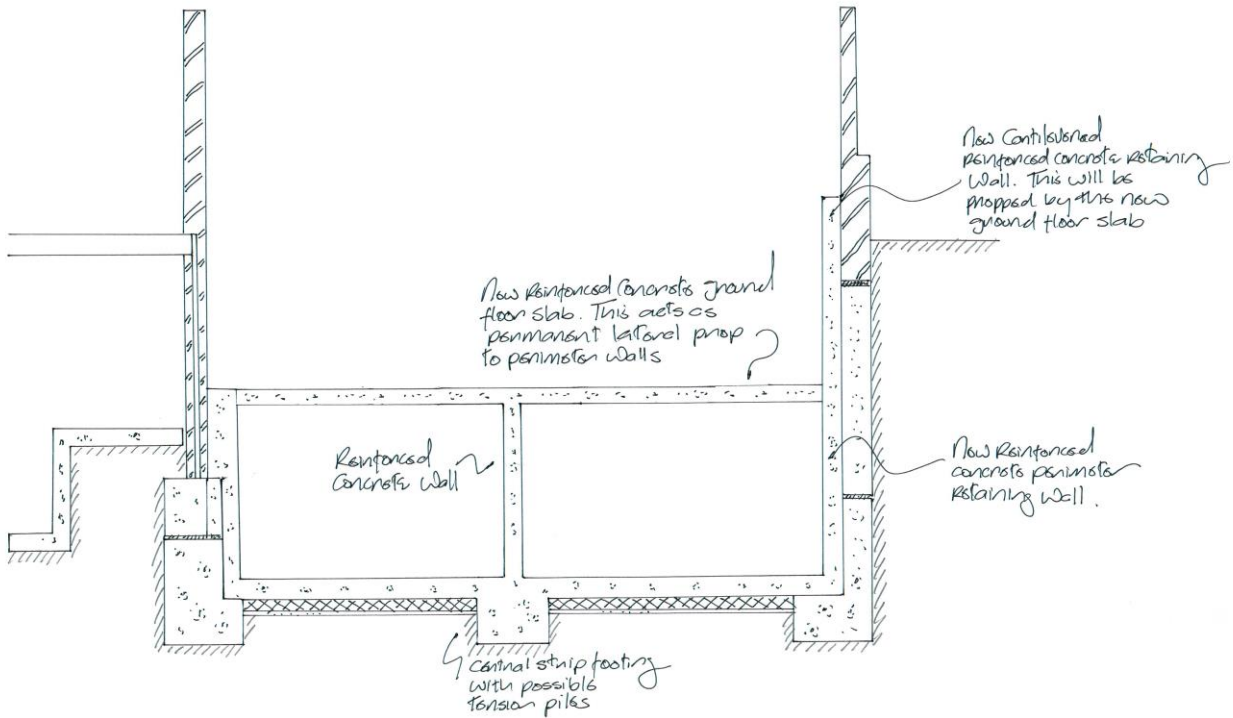 New Cantilevered
reinforced concrete retaining
wall. This will be
propped by the new
ground floor slab
New Reinforced Concrete ground
floor slab. This acts as
permanent lateral prop
to perimeter walls
Reinforced
Concrete Wall
New Reinforced
concrete perimeter
retaining wall.
Central strip footing
with possible
tension piles